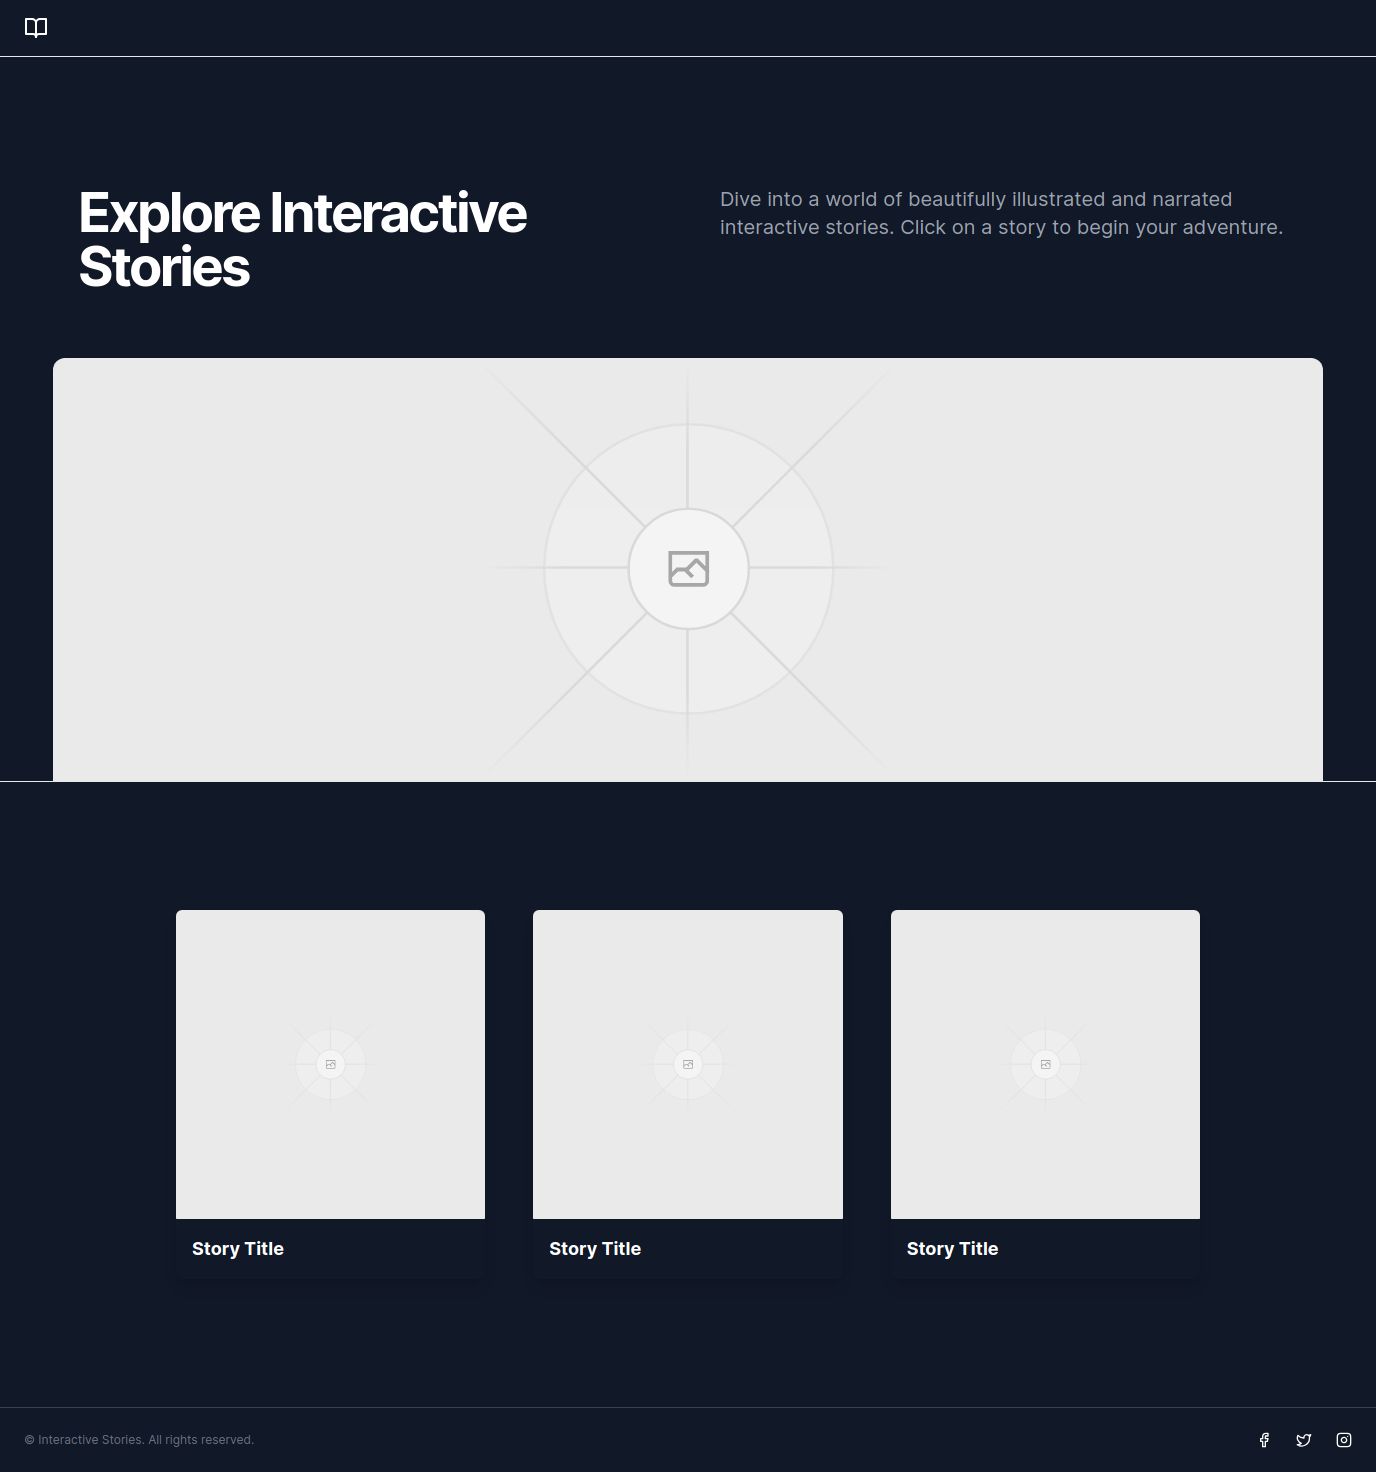 Explore Interactive
Stories
Dive into a world of beautifully illustrated and narrated
interactive stories. Click on a story to begin your adventure.
Story Title
Story Title
Story Title
© Interactive Stories. All rights reserved.